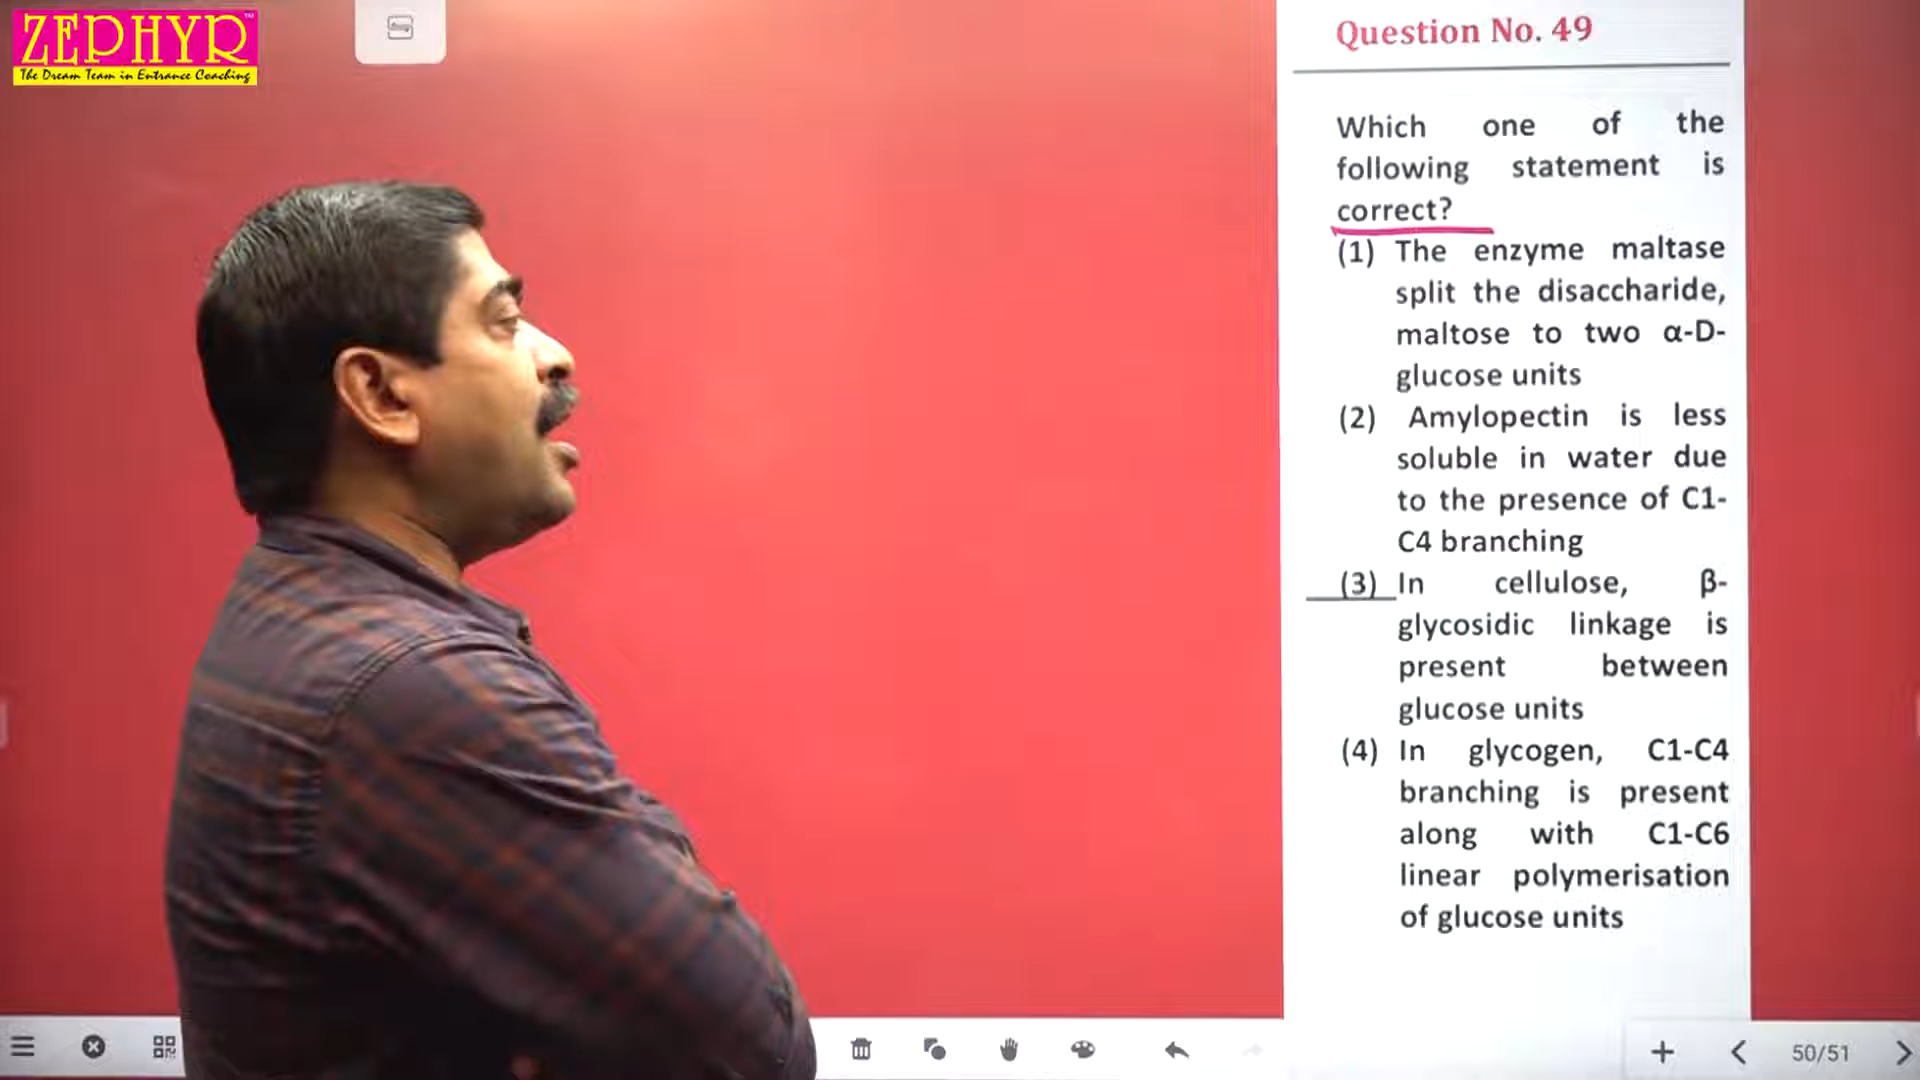 ZEPHYR™
The Dream Team in Entrance Coaching
Question No. 49
Which one of the
following statement is
correct?
(1) The enzyme maltase
split the disaccharide,
maltose to two α-D-
glucose units
(2) Amylopectin is less
soluble in water due
to the presence of C1-
C4 branching
(3) In cellulose, β-
glycosidic linkage is
present between
glucose units
(4) In glycogen, C1-C4
branching is present
along with C1-C6
linear polymerisation
of glucose units
50/51